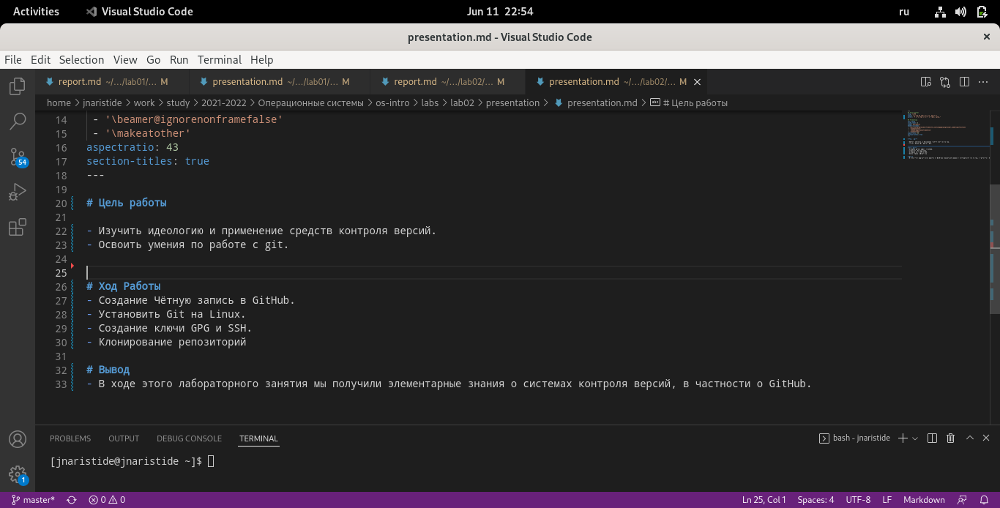 Activities Visual Studio Code Jun 11 22:54 ru
presentation.md - Visual Studio Code
File Edit Selection View Go Run Terminal Help
report.md ~/.../lab01/... M presentation.md ~/.../lab01/... M report.md ~/.../lab02/... M presentation.md ~/.../lab02/... M
home > jnaristide > work > study > 2021-2022 > Операционные системы > os-intro > labs > lab02 > presentation > presentation.md > # Цель работы
14 - '\beamer@ignorenonframefalse'
15 - '\makeatother'
16 aspectratio: 43
17 section-titles: true
18 ---
19
20 # Цель работы
21
22 - Изучить идеологию и применение средств контроля версий.
23 - Освоить умения по работе с git.
24
25
26 # Ход Работы
27 - Создание Чётную запись в GitHub.
28 - Установить Git на Linux.
29 - Создание ключи GPG и SSH.
30 - Клонирование репозиторий
31
32 # Вывод
33 - В ходе этого лабораторного занятия мы получили элементарные знания о системах контроля версий, в частности о GitHub.
54
PROBLEMS OUTPUT DEBUG CONSOLE TERMINAL bash - jnaristide
[jnaristide@jnaristide ~]$
1
master* 0 0 Ln 25, Col 1 Spaces: 4 UTF-8 LF Markdown